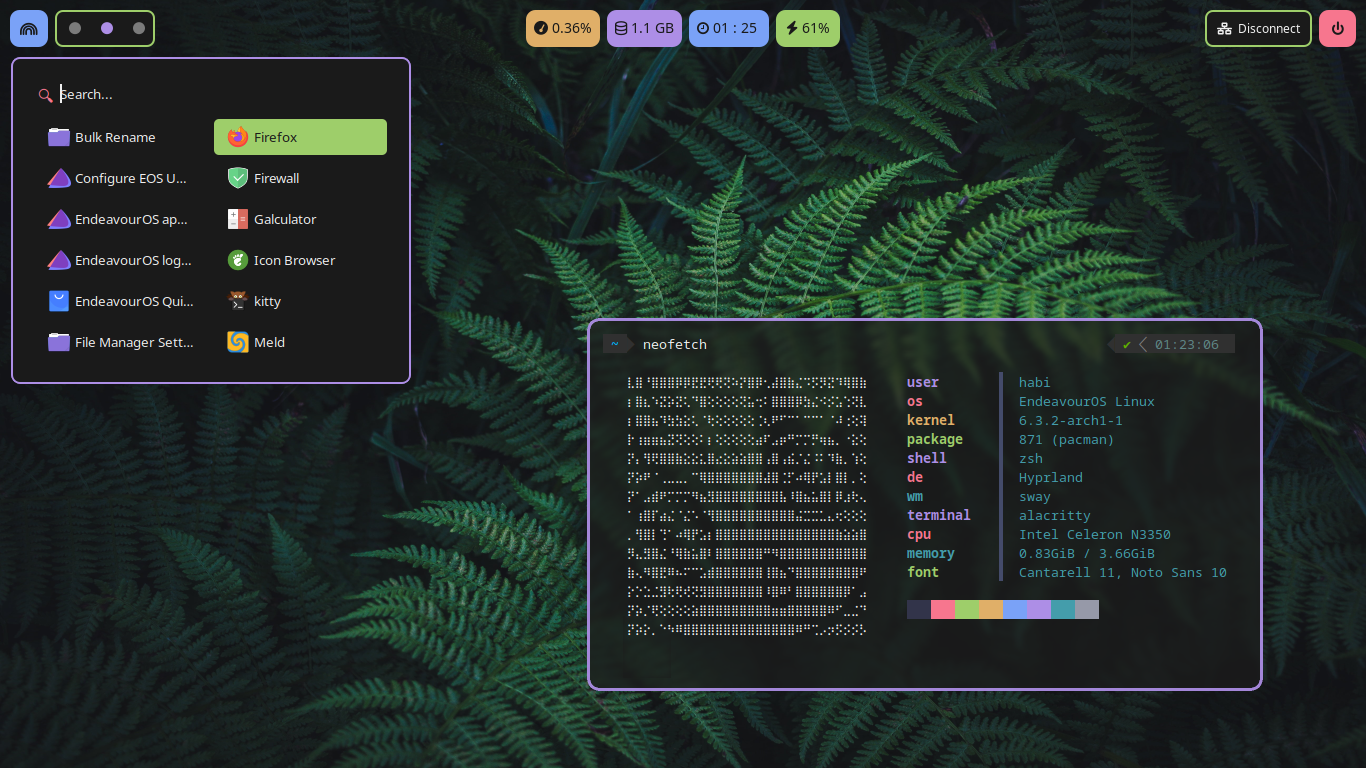 0.36%
1.1 GB
01 : 25
61%
Disconnect
Search...
Bulk Rename
Firefox
Configure EOS U...
Firewall
EndeavourOS ap...
Galculator
EndeavourOS log...
Icon Browser
EndeavourOS Qui...
kitty
File Manager Sett...
Meld
~ neofetch
✔ 01:23:06
user habi
os EndeavourOS Linux
kernel 6.3.2-arch1-1
package 871 (pacman)
shell zsh
de Hyprland
wm sway
terminal alacritty
cpu Intel Celeron N3350
memory 0.83GiB / 3.66GiB
font Cantarell 11, Noto Sans 10